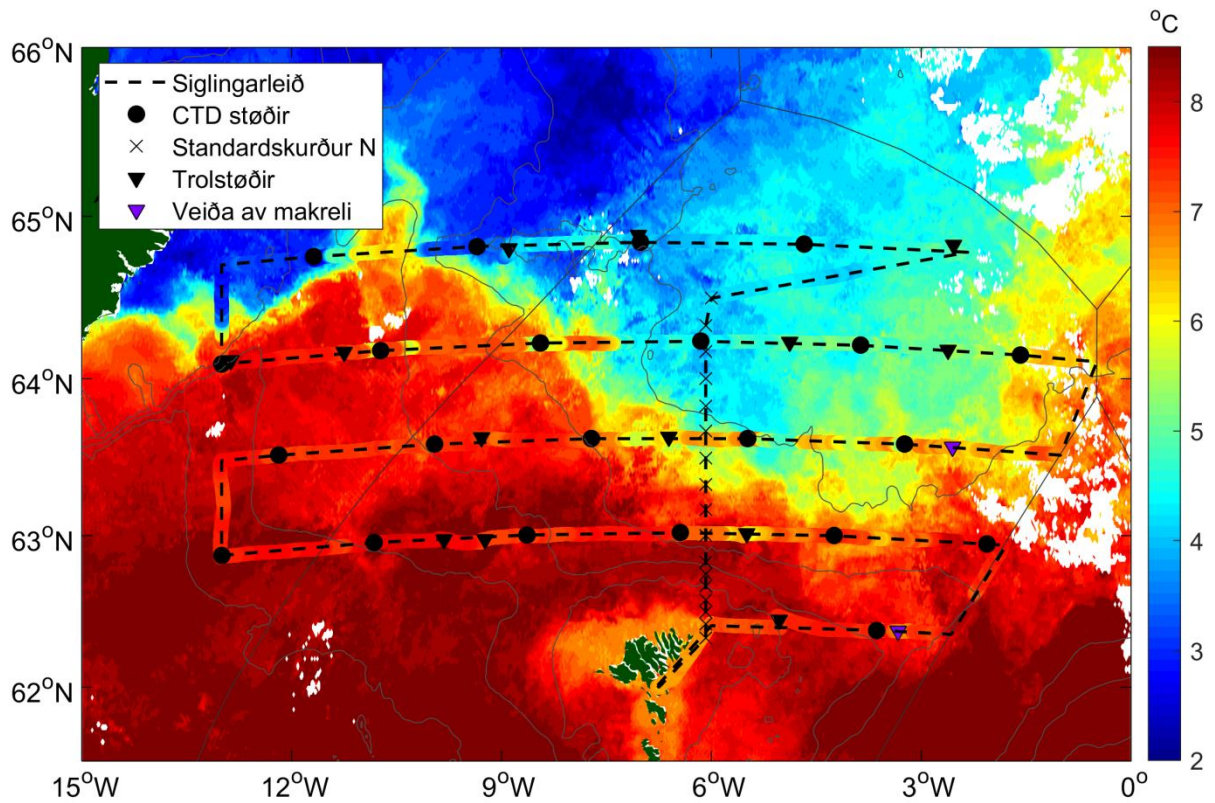 °C
66°N
65°N
64°N
63°N
62°N
Siglingarleið
CTD støðir
Standardskurður N
Trolstøðir
Veiða av makreli
8
7
6
5
4
3
2
15°W
12°W
9°W
6°W
3°W
0°